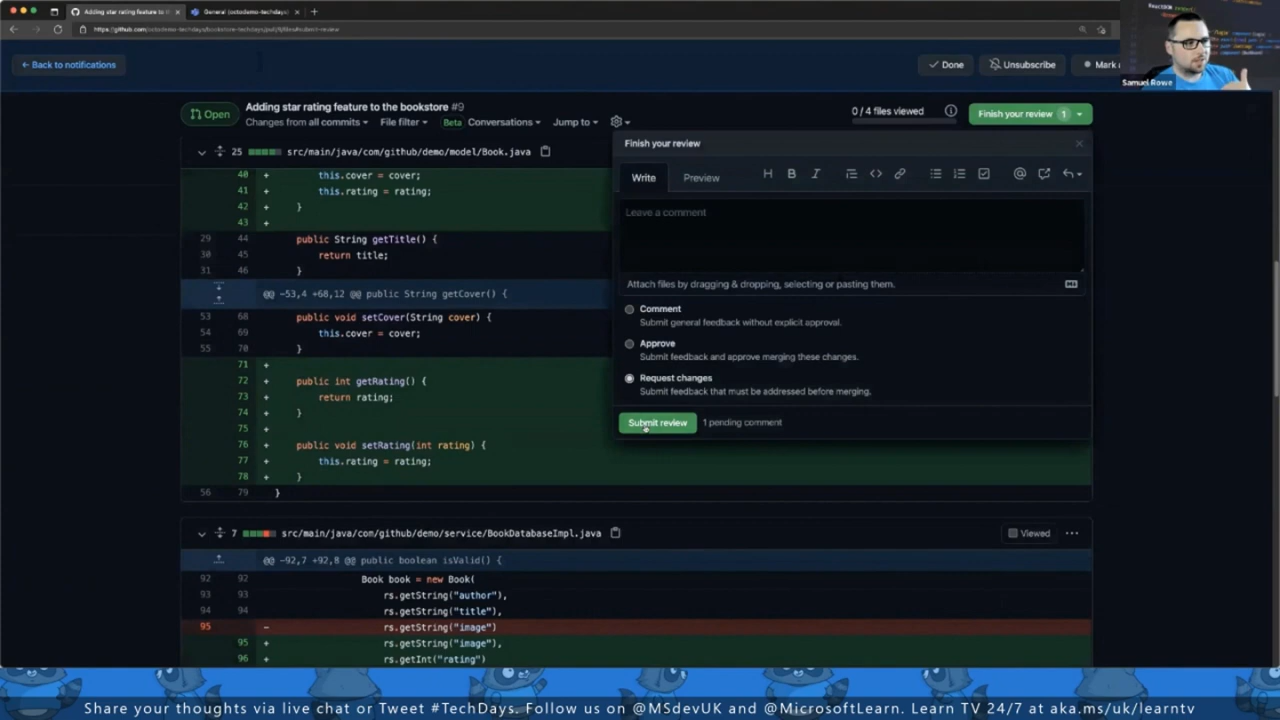 Adding star rating feature to th
General (octodemo-techdays)
https://github.com/octodemo-techdays/bookstore-techdays/pull/9/files#submit-review
← Back to notifications
Done
Unsubscribe
Mark a
Samuel Rowe
Open
Adding star rating feature to the bookstore #9
Changes from all commits
File filter
Beta
Conversations
Jump to
0 / 4 files viewed
Finish your review 1
25 src/main/java/com/github/demo/model/Book.java
Finish your review
Write
Preview
Leave a comment
Attach files by dragging & dropping, selecting or pasting them.
Comment
Submit general feedback without explicit approval.
Approve
Submit feedback and approve merging these changes.
Request changes
Submit feedback that must be addressed before merging.
Submit review
1 pending comment
40 + this.cover = cover;
41 + this.rating = rating;
42 + }
43 +
29 44 public String getTitle() {
30 45 return title;
31 46 }
@@ -53,4 +68,12 @@ public String getCover() {
53 68 public void setCover(String cover) {
54 69 this.cover = cover;
55 70 }
71 +
72 + public int getRating() {
73 + return rating;
74 + }
75 +
76 + public void setRating(int rating) {
77 + this.rating = rating;
78 + }
56 79 }
7 src/main/java/com/github/demo/service/BookDatabaseImpl.java
Viewed
@@ -92,7 +92,8 @@ public boolean isValid() {
92 92 Book book = new Book(
93 93 rs.getString("author"),
94 94 rs.getString("title"),
95 - rs.getString("image")
95 + rs.getString("image"),
96 + rs.getInt("rating")
Share your thoughts via live chat or Tweet #TechDays. Follow us on @MSdevUK and @MicrosoftLearn. Learn TV 24/7 at aka.ms/uk/learntv